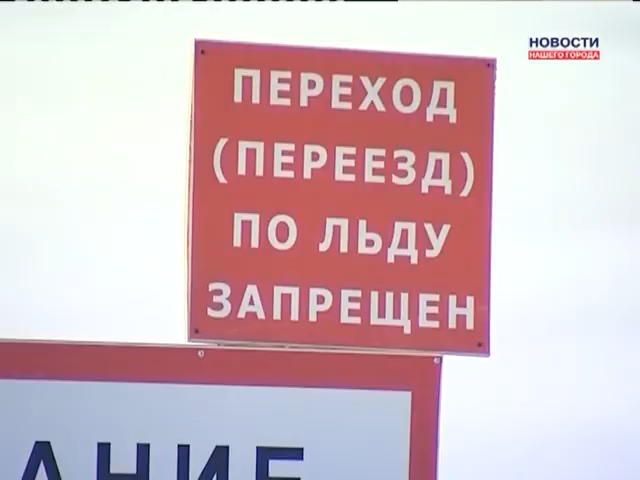 НОВОСТИ
НАШЕГО ГОРОДА
ПЕРЕХОД
(ПЕРЕЕЗД)
ПО ЛЬДУ
ЗАПРЕЩЕН
АНИЕ